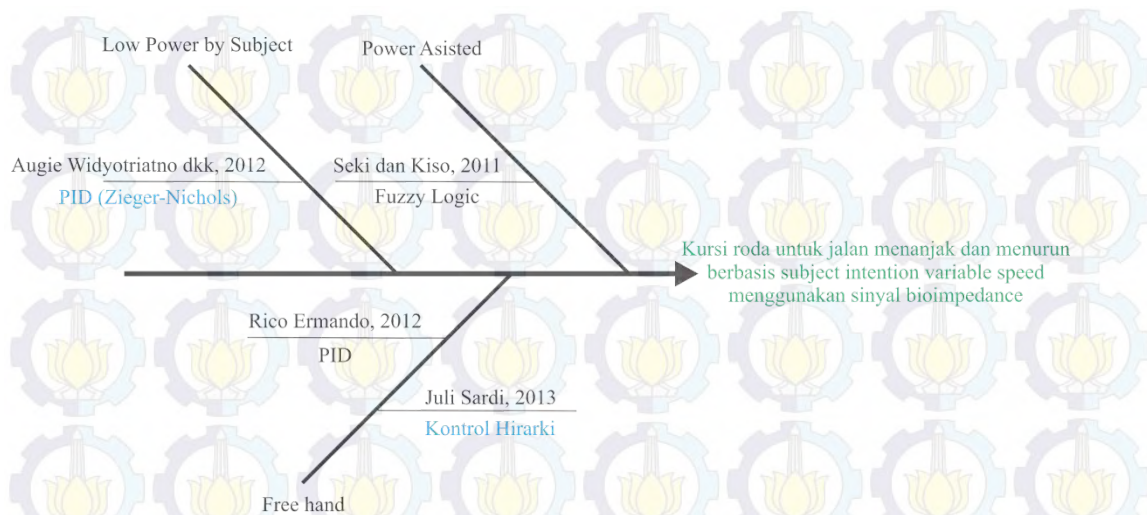 Low Power by Subject
Power Asisted
Augie Widyotriatno dkk, 2012
PID (Zieger-Nichols)
Seki dan Kiso, 2011
Fuzzy Logic
Kursi roda untuk jalan menanjak dan menurun
berbasis subject intention variable speed
menggunakan sinyal bioimpedance
Rico Ermando, 2012
PID
Juli Sardi, 2013
Kontrol Hirarki
Free hand